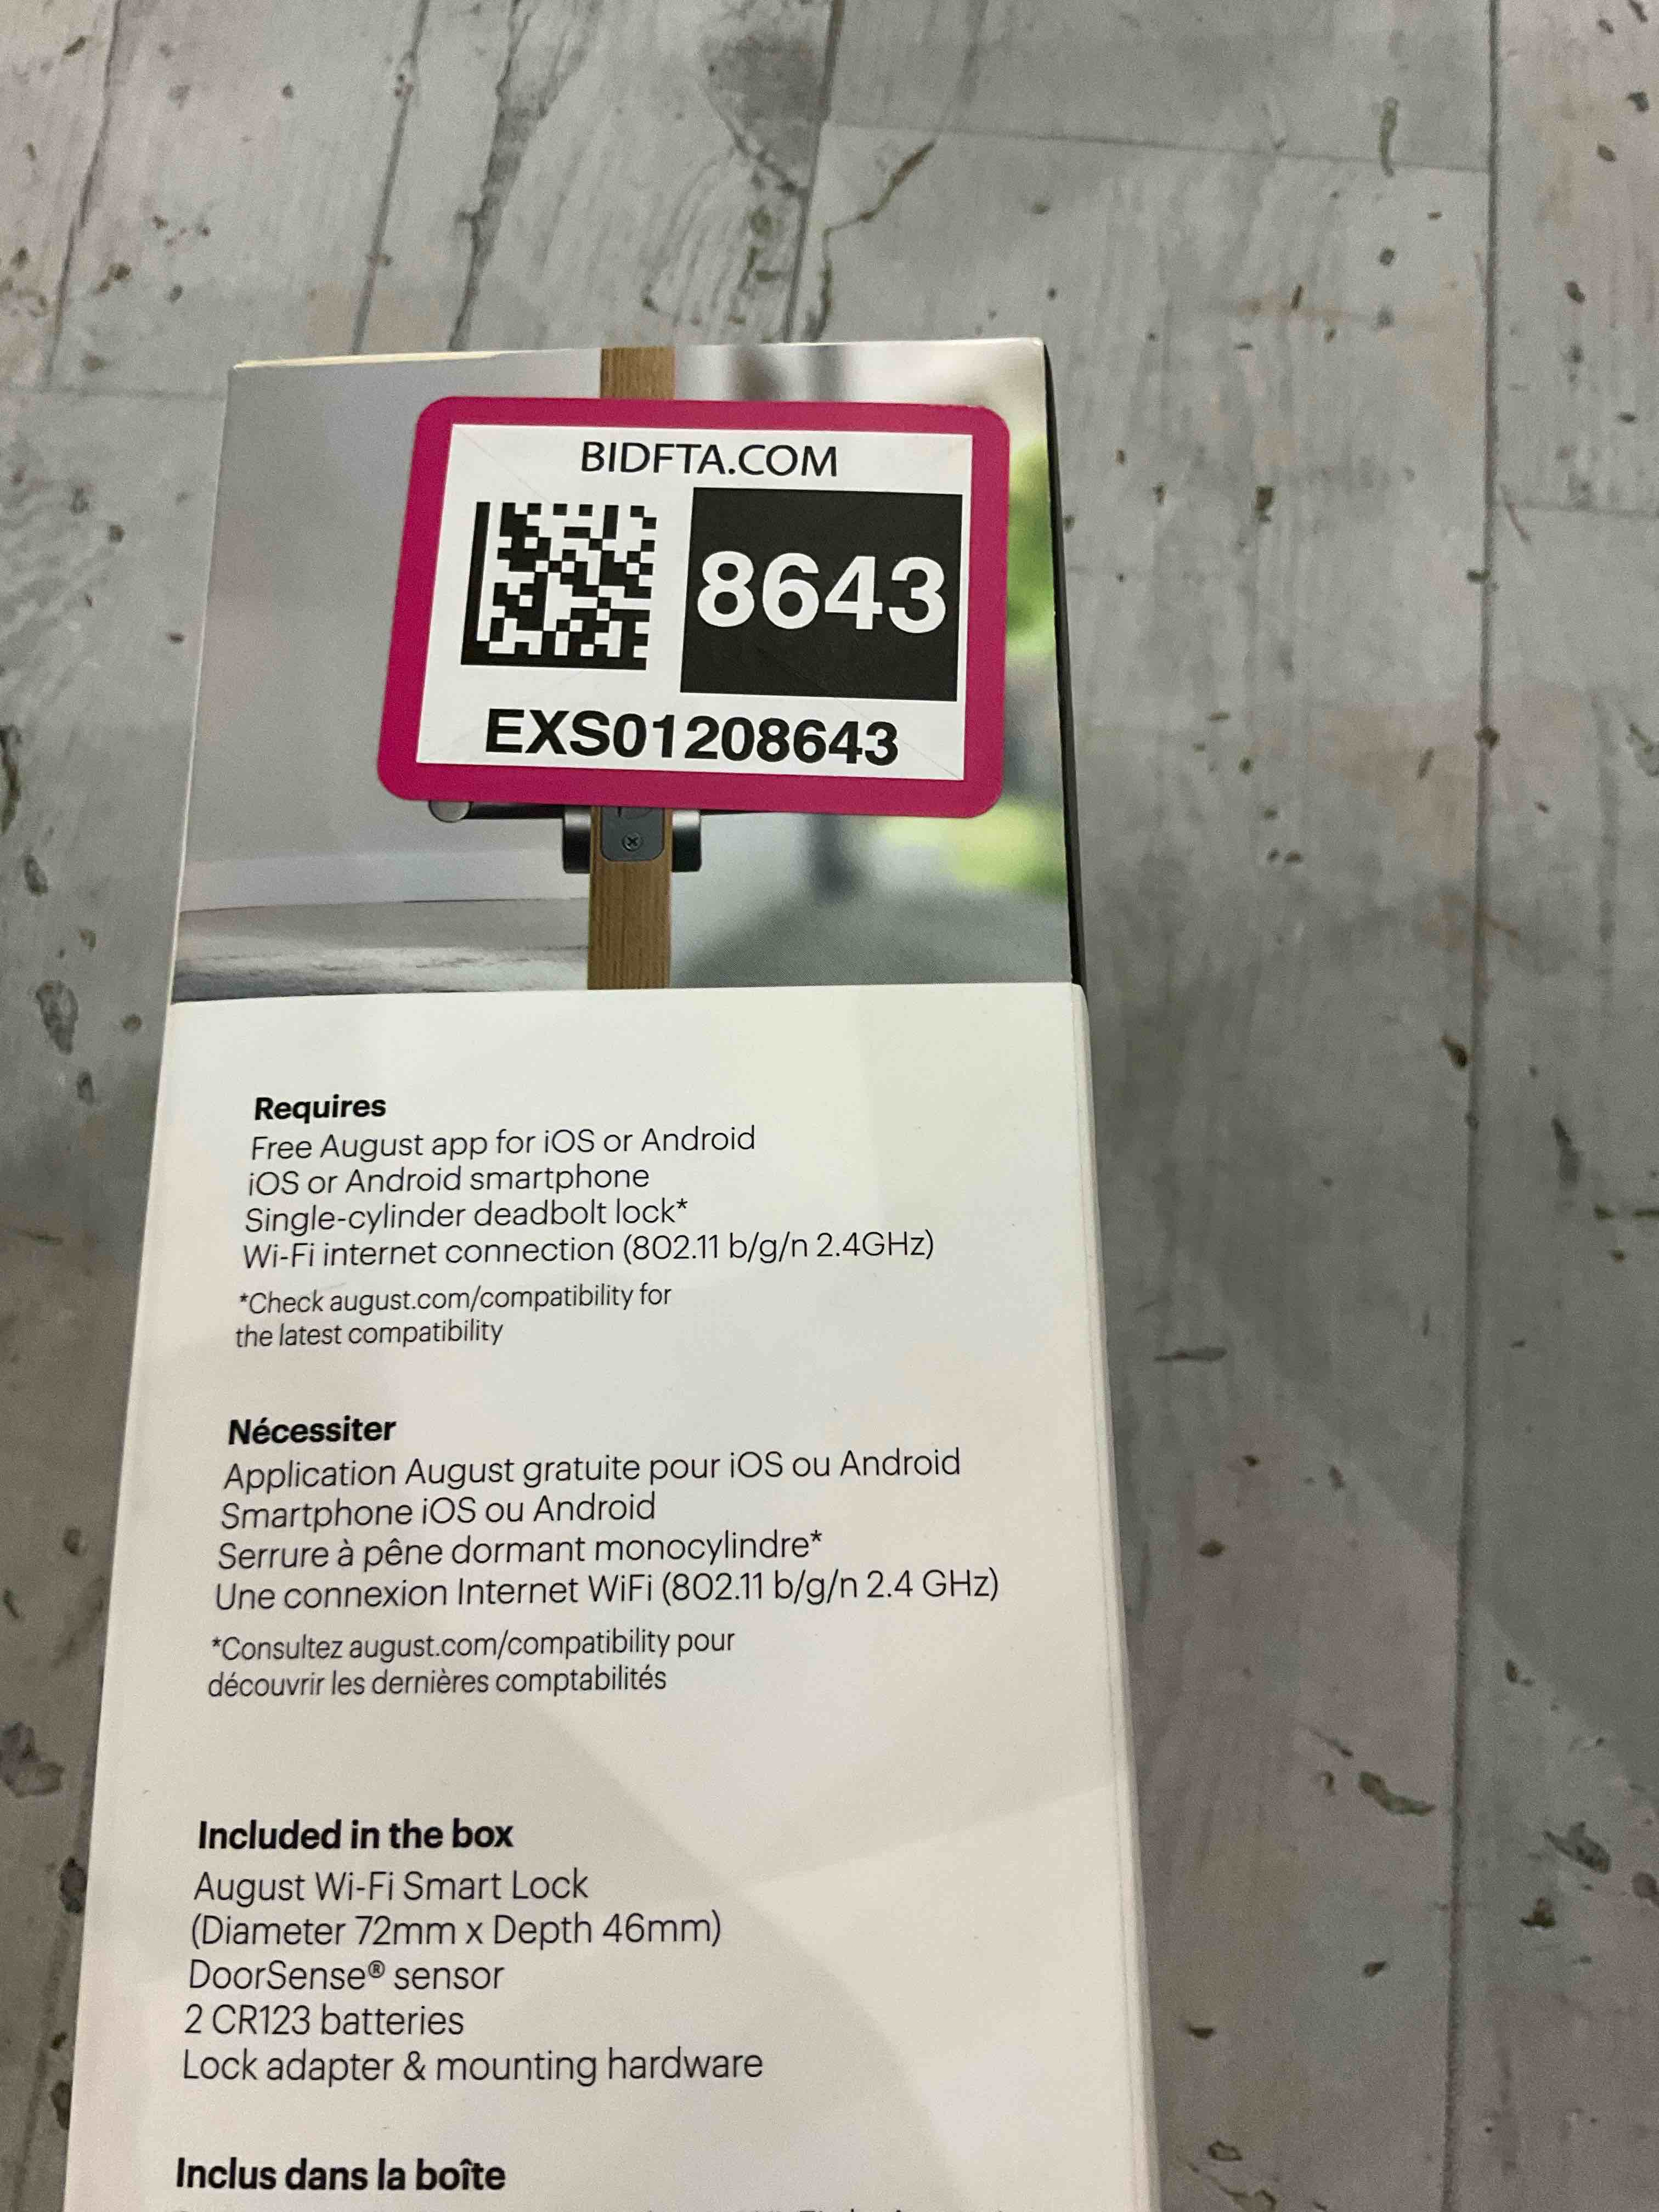 BIDFTA.COM
8643
EXS01208643
Requires
Free August app for iOS or Android
iOS or Android smartphone
Single-cylinder deadbolt lock*
Wi-Fi internet connection (802.11 b/g/n 2.4GHz)
*Check august.com/compatibility for
the latest compatibility
Nécessiter
Application August gratuite pour iOS ou Android
Smartphone iOS ou Android
Serrure à pêne dormant monocylindre*
Une connexion Internet WiFi (802.11 b/g/n 2.4 GHz)
*Consultez august.com/compatibility pour
découvrir les dernières comptabilités
Included in the box
August Wi-Fi Smart Lock
(Diameter 72mm x Depth 46mm)
DoorSense® sensor
2 CR123 batteries
Lock adapter & mounting hardware
Inclus dans la boîte